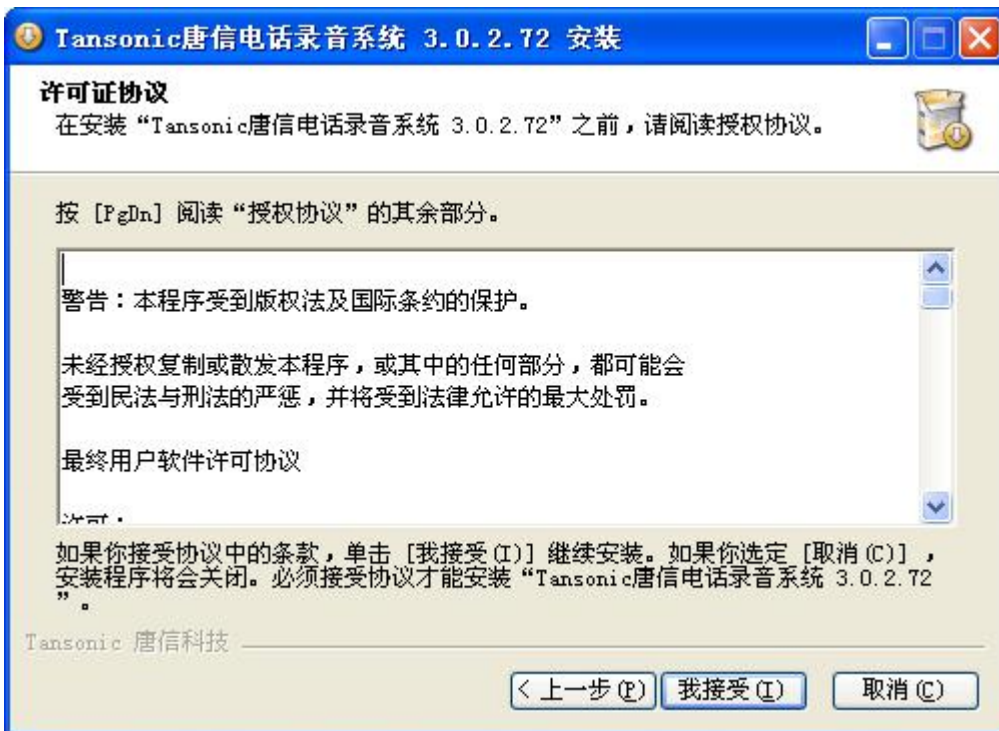 Tansonic唐信电话录音系统 3.0.2.72 安装
许可证协议
在安装“Tansonic唐信电话录音系统 3.0.2.72”之前，请阅读授权协议。
按 [PgDn] 阅读“授权协议”的其余部分。
警告：本程序受到版权法及国际条约的保护。
未经授权复制或散发本程序，或其中的任何部分，都可能会
受到民法与刑法的严惩，并将受到法律允许的最大处罚。
最终用户软件许可协议
许可：
如果你接受协议中的条款，单击 [我接受(I)] 继续安装。如果你选定 [取消(C)] ，
安装程序将会关闭。必须接受协议才能安装“Tansonic唐信电话录音系统 3.0.2.72
”。
Tansonic 唐信科技
< 上一步(P) 我接受(I) 取消(C)